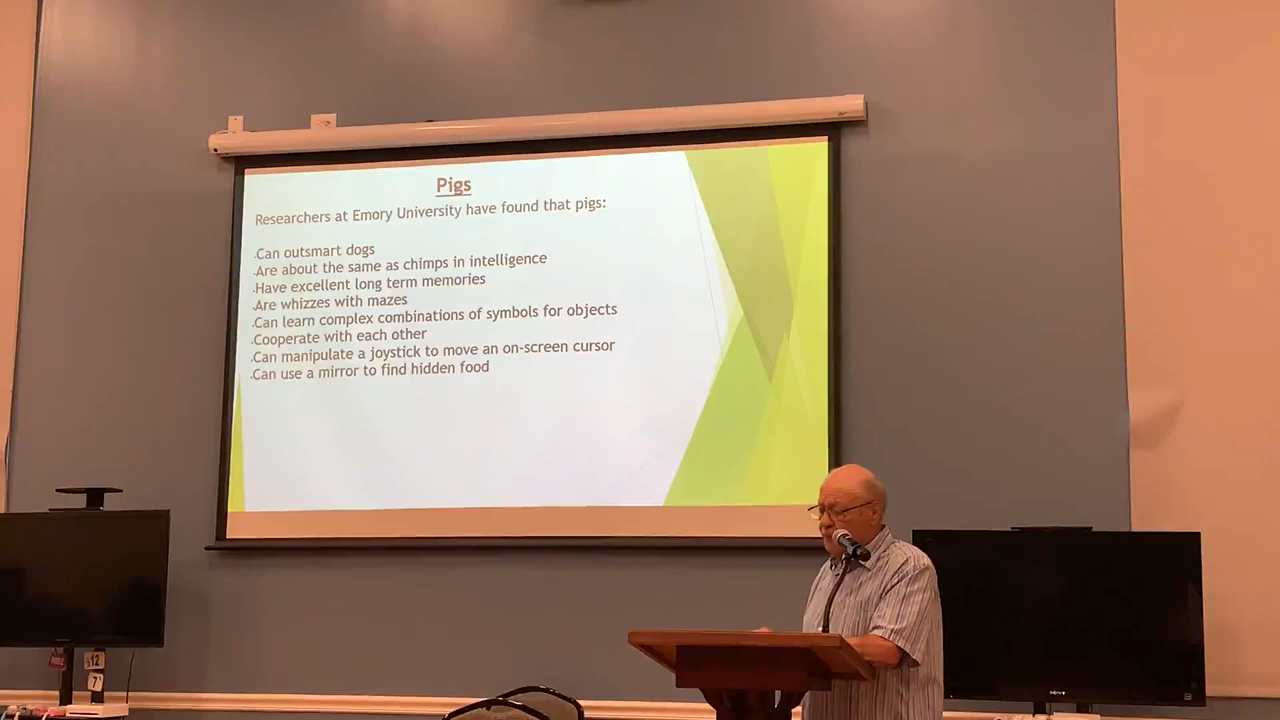 Pigs
Researchers at Emory University have found that pigs:
.Can outsmart dogs
.Are about the same as chimps in intelligence
.Have excellent long term memories
.Are whizzes with mazes
.Can learn complex combinations of symbols for objects
.Cooperate with each other
.Can manipulate a joystick to move an on-screen cursor
.Can use a mirror to find hidden food
12
7
SONY